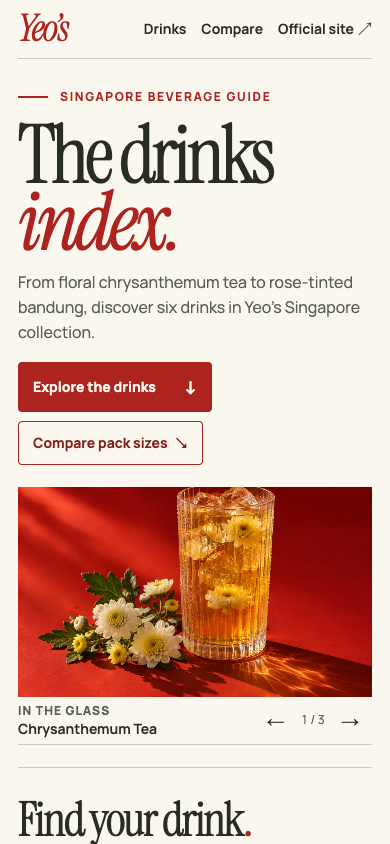 Yeo's
Drinks Compare Official site ↗
SINGAPORE BEVERAGE GUIDE
The drinks
index.
From floral chrysanthemum tea to rose-tinted
bandung, discover six drinks in Yeo's Singapore
collection.
Explore the drinks ↓
Compare pack sizes ↘
IN THE GLASS
Chrysanthemum Tea
← 1 / 3 →
Find your drink.